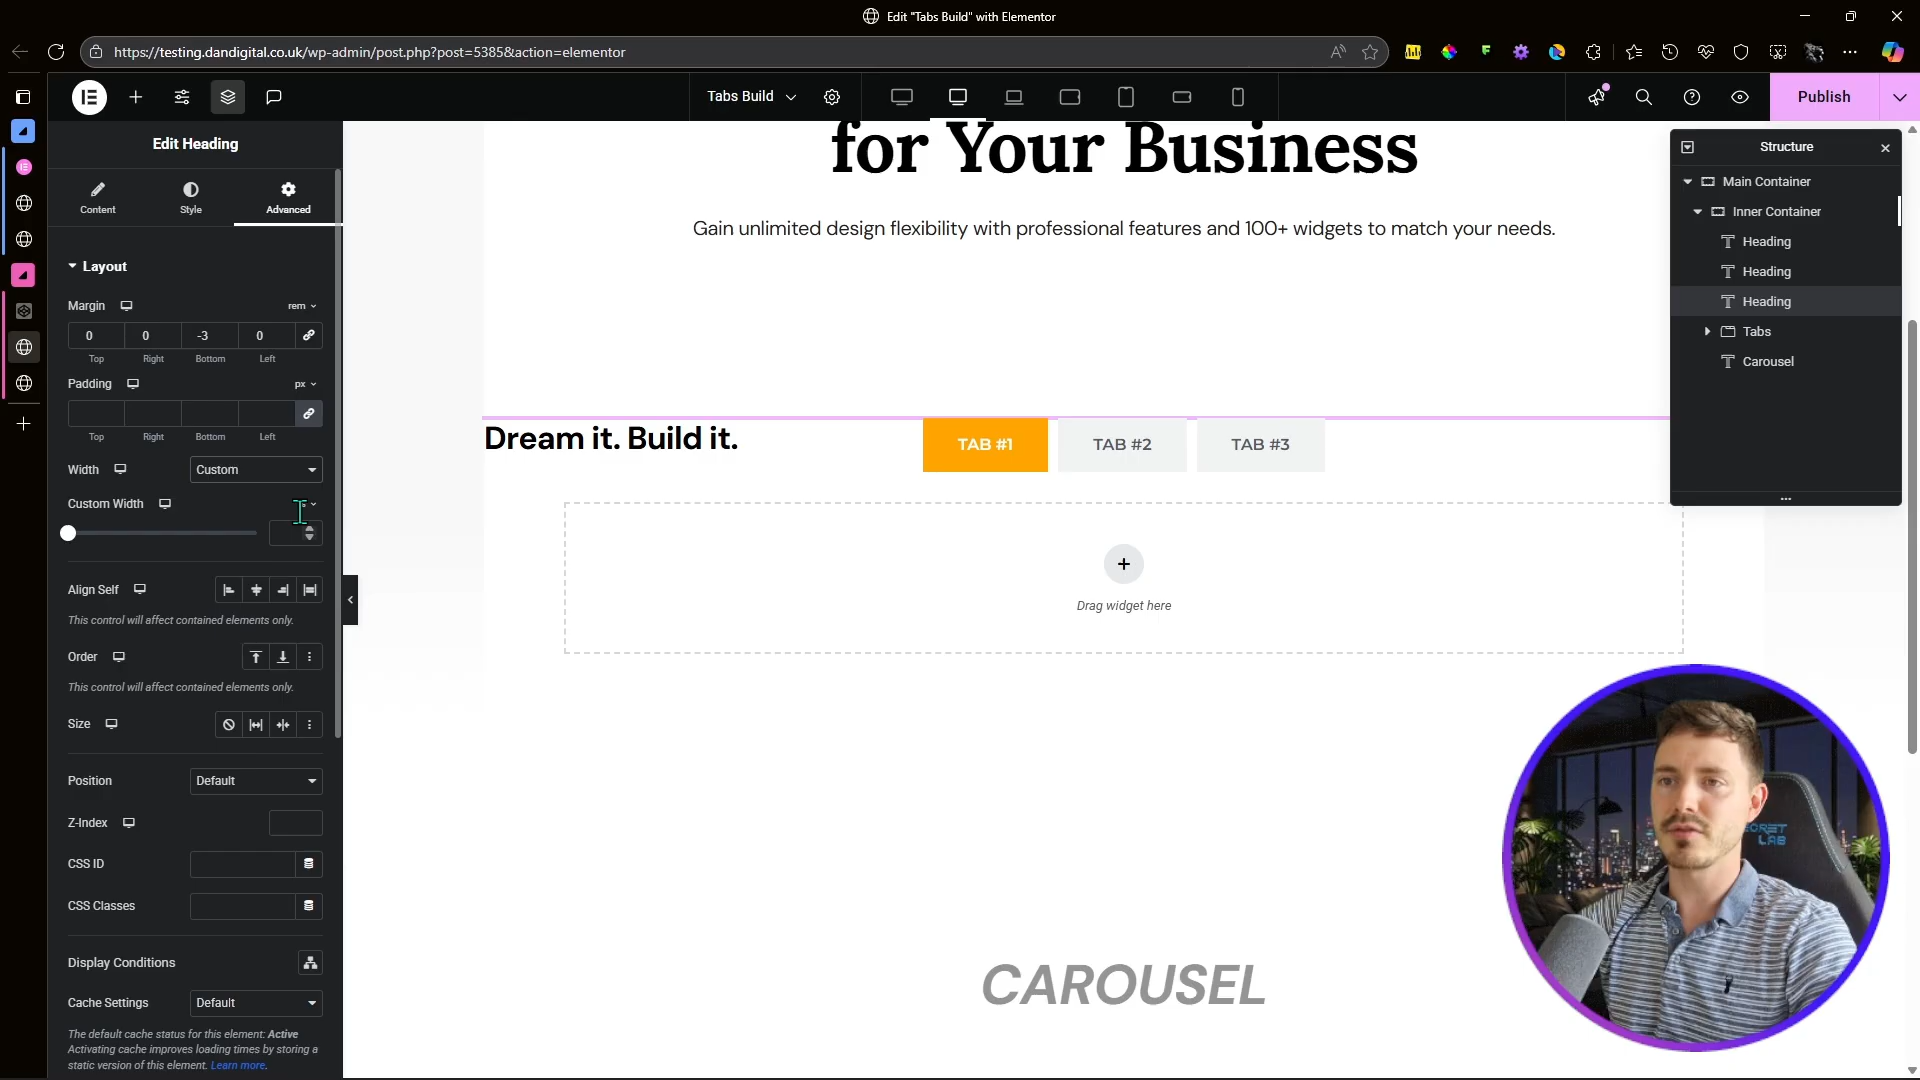 Edit "Tabs Build" with Elementor
https://testing.dandigital.co.uk/wp-admin/post.php?post=5385&action=elementor
Tabs Build
Publish
Edit Heading
Content
Style
Advanced
Layout
Margin
rem
0
0
-3
0
Top
Right
Bottom
Left
Padding
px
Top
Right
Bottom
Left
Width
Custom
Custom Width
Align Self
This control will affect contained elements only.
Order
This control will affect contained elements only.
Size
Position
Default
Z-Index
CSS ID
CSS Classes
Display Conditions
Cache Settings
Default
The default cache status for this element: Active
Activating cache improves loading times by storing a
static version of this element. Learn more.
for Your Business
Gain unlimited design flexibility with professional features and 100+ widgets to match your needs.
Dream it. Build it.
TAB #1
TAB #2
TAB #3
Drag widget here
CAROUSEL
Structure
Main Container
Inner Container
Heading
Heading
Heading
Tabs
Carousel